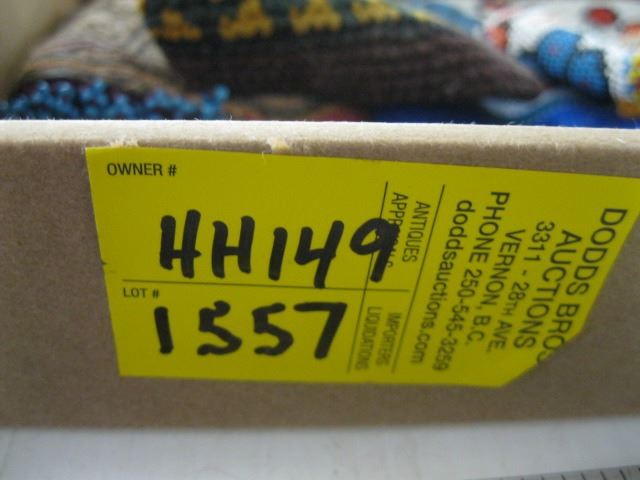 OWNER #
HH149
LOT #
1557
ANTIQUES
IMPORTERS
LIQUIDATIONS
doddsauctions.com
PHONE 250-545-3259
VERNON, B.C.
3311 - 28TH AVE.
AUCTIONS
DODDS BROS